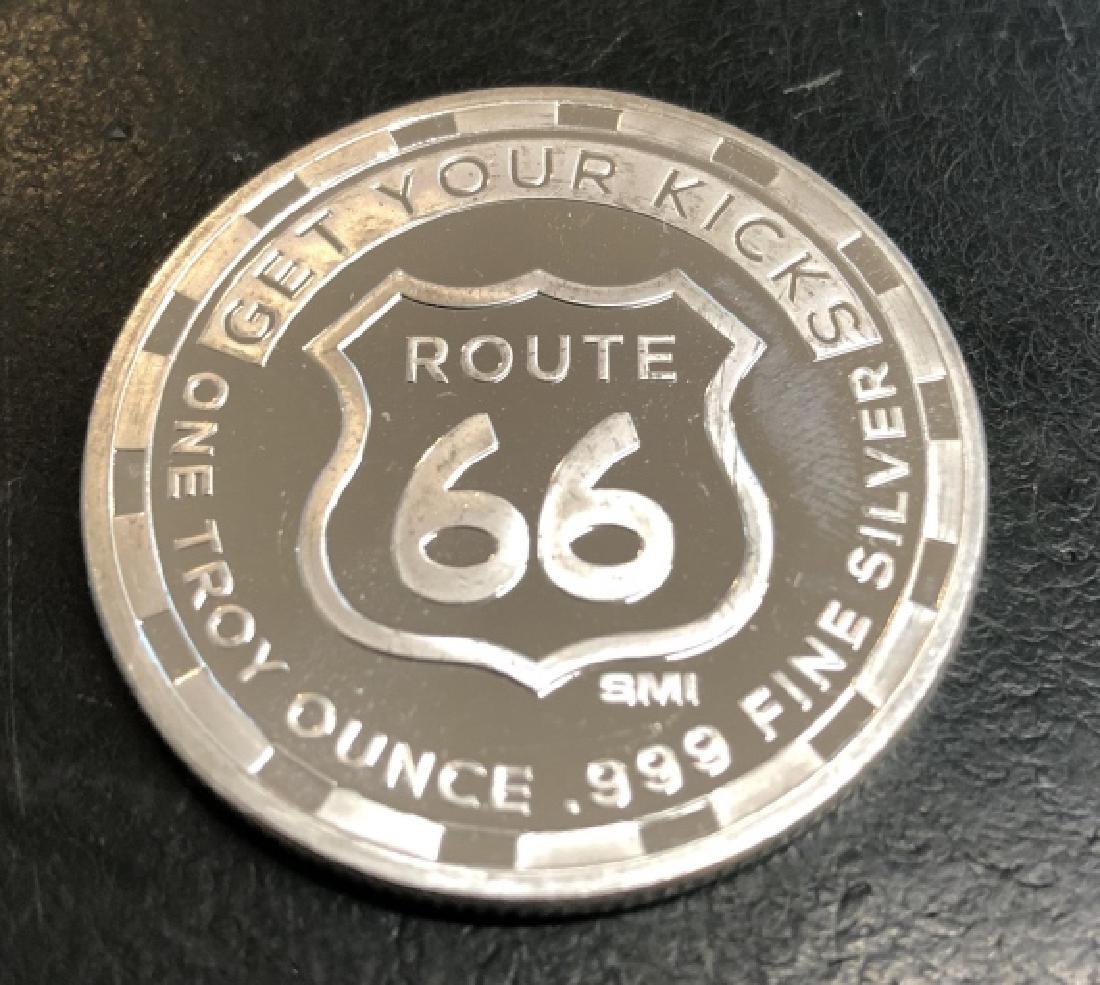 GET YOUR KICKS
ROUTE
66
SMI
ONE TROY OUNCE .999 FINE SILVER